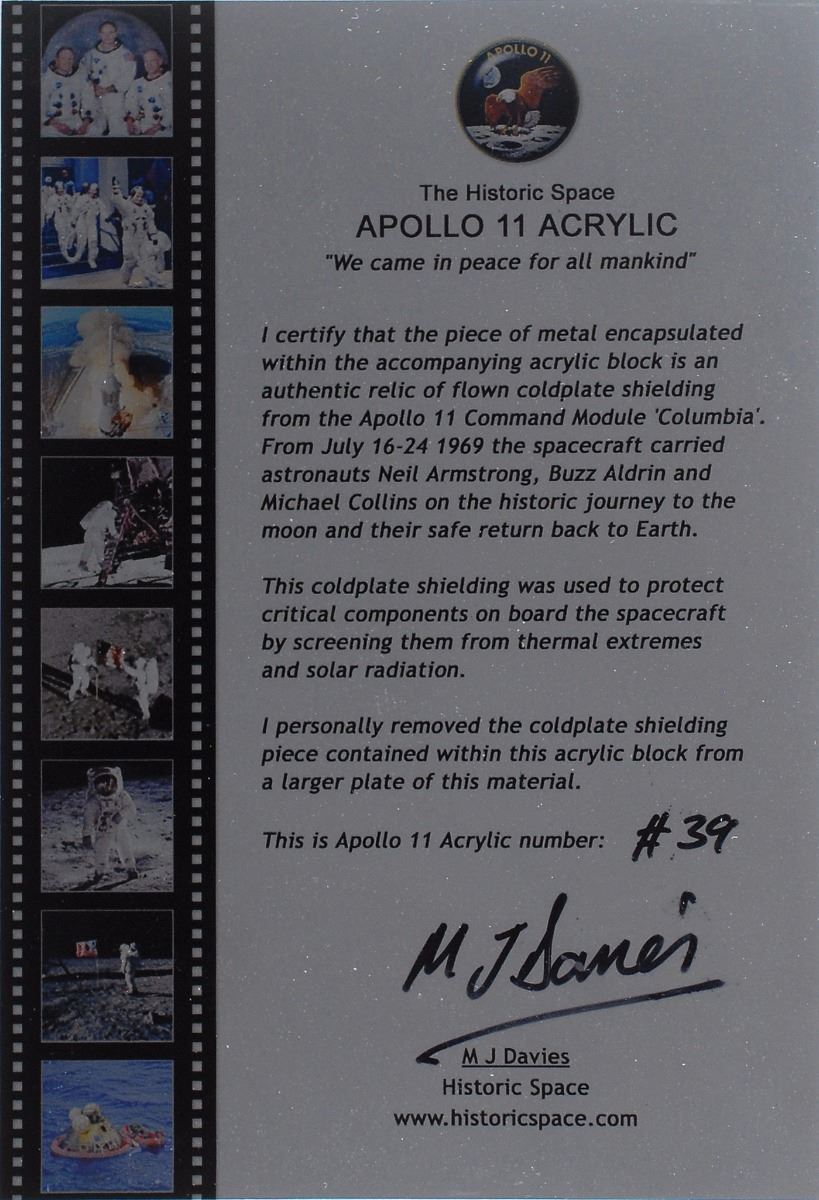 APOLLO 11
The Historic Space
APOLLO 11 ACRYLIC
"We came in peace for all mankind"
I certify that the piece of metal encapsulated
within the accompanying acrylic block is an
authentic relic of flown coldplate shielding
from the Apollo 11 Command Module 'Columbia'.
From July 16-24 1969 the spacecraft carried
astronauts Neil Armstrong, Buzz Aldrin and
Michael Collins on the historic journey to the
moon and their safe return back to Earth.
This coldplate shielding was used to protect
critical components on board the spacecraft
by screening them from thermal extremes
and solar radiation.
I personally removed the coldplate shielding
piece contained within this acrylic block from
a larger plate of this material.
This is Apollo 11 Acrylic number: #39
M J Davies
M J Davies
Historic Space
www.historicspace.com